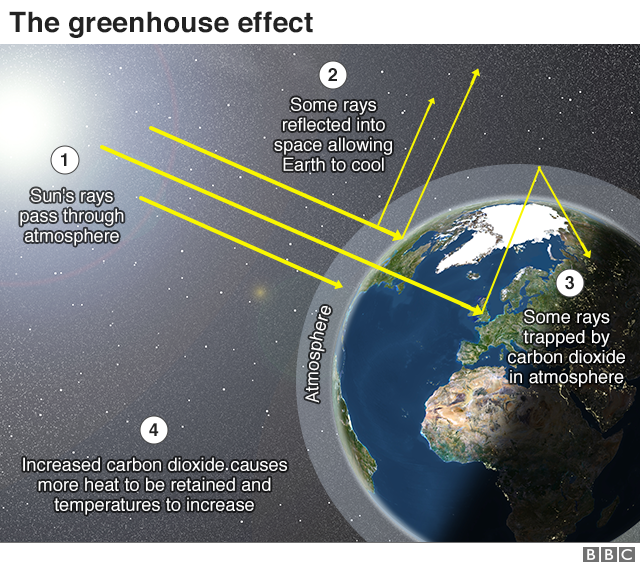 The greenhouse effect
1
Sun's rays
pass through
atmosphere
2
Some rays
reflected into
space allowing
Earth to cool
3
Some rays
trapped by
carbon dioxide
in atmosphere
Atmosphere
4
Increased carbon dioxide causes
more heat to be retained and
temperatures to increase
BBC